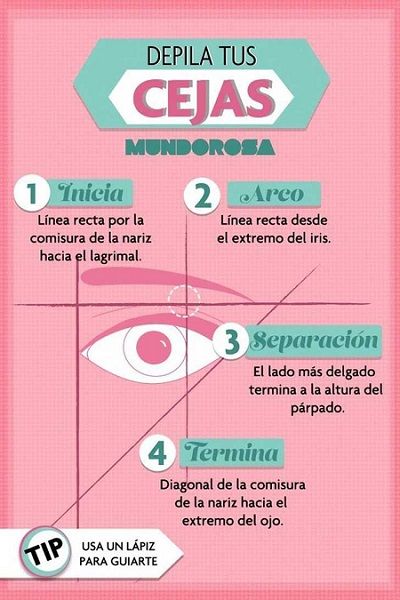 DEPILA TUS
CEJAS
MUNDOROSA
1 Inicia
Línea recta por la
comisura de la nariz
hacia el lagrimal.
2 Arco
Línea recta desde
el extremo del iris.
3 Separación
El lado más delgado
termina a la altura del
párpado.
4 Termina
Diagonal de la comisura
de la nariz hacia el
extremo del ojo.
TIP
USA UN LÁPIZ
PARA GUIARTE